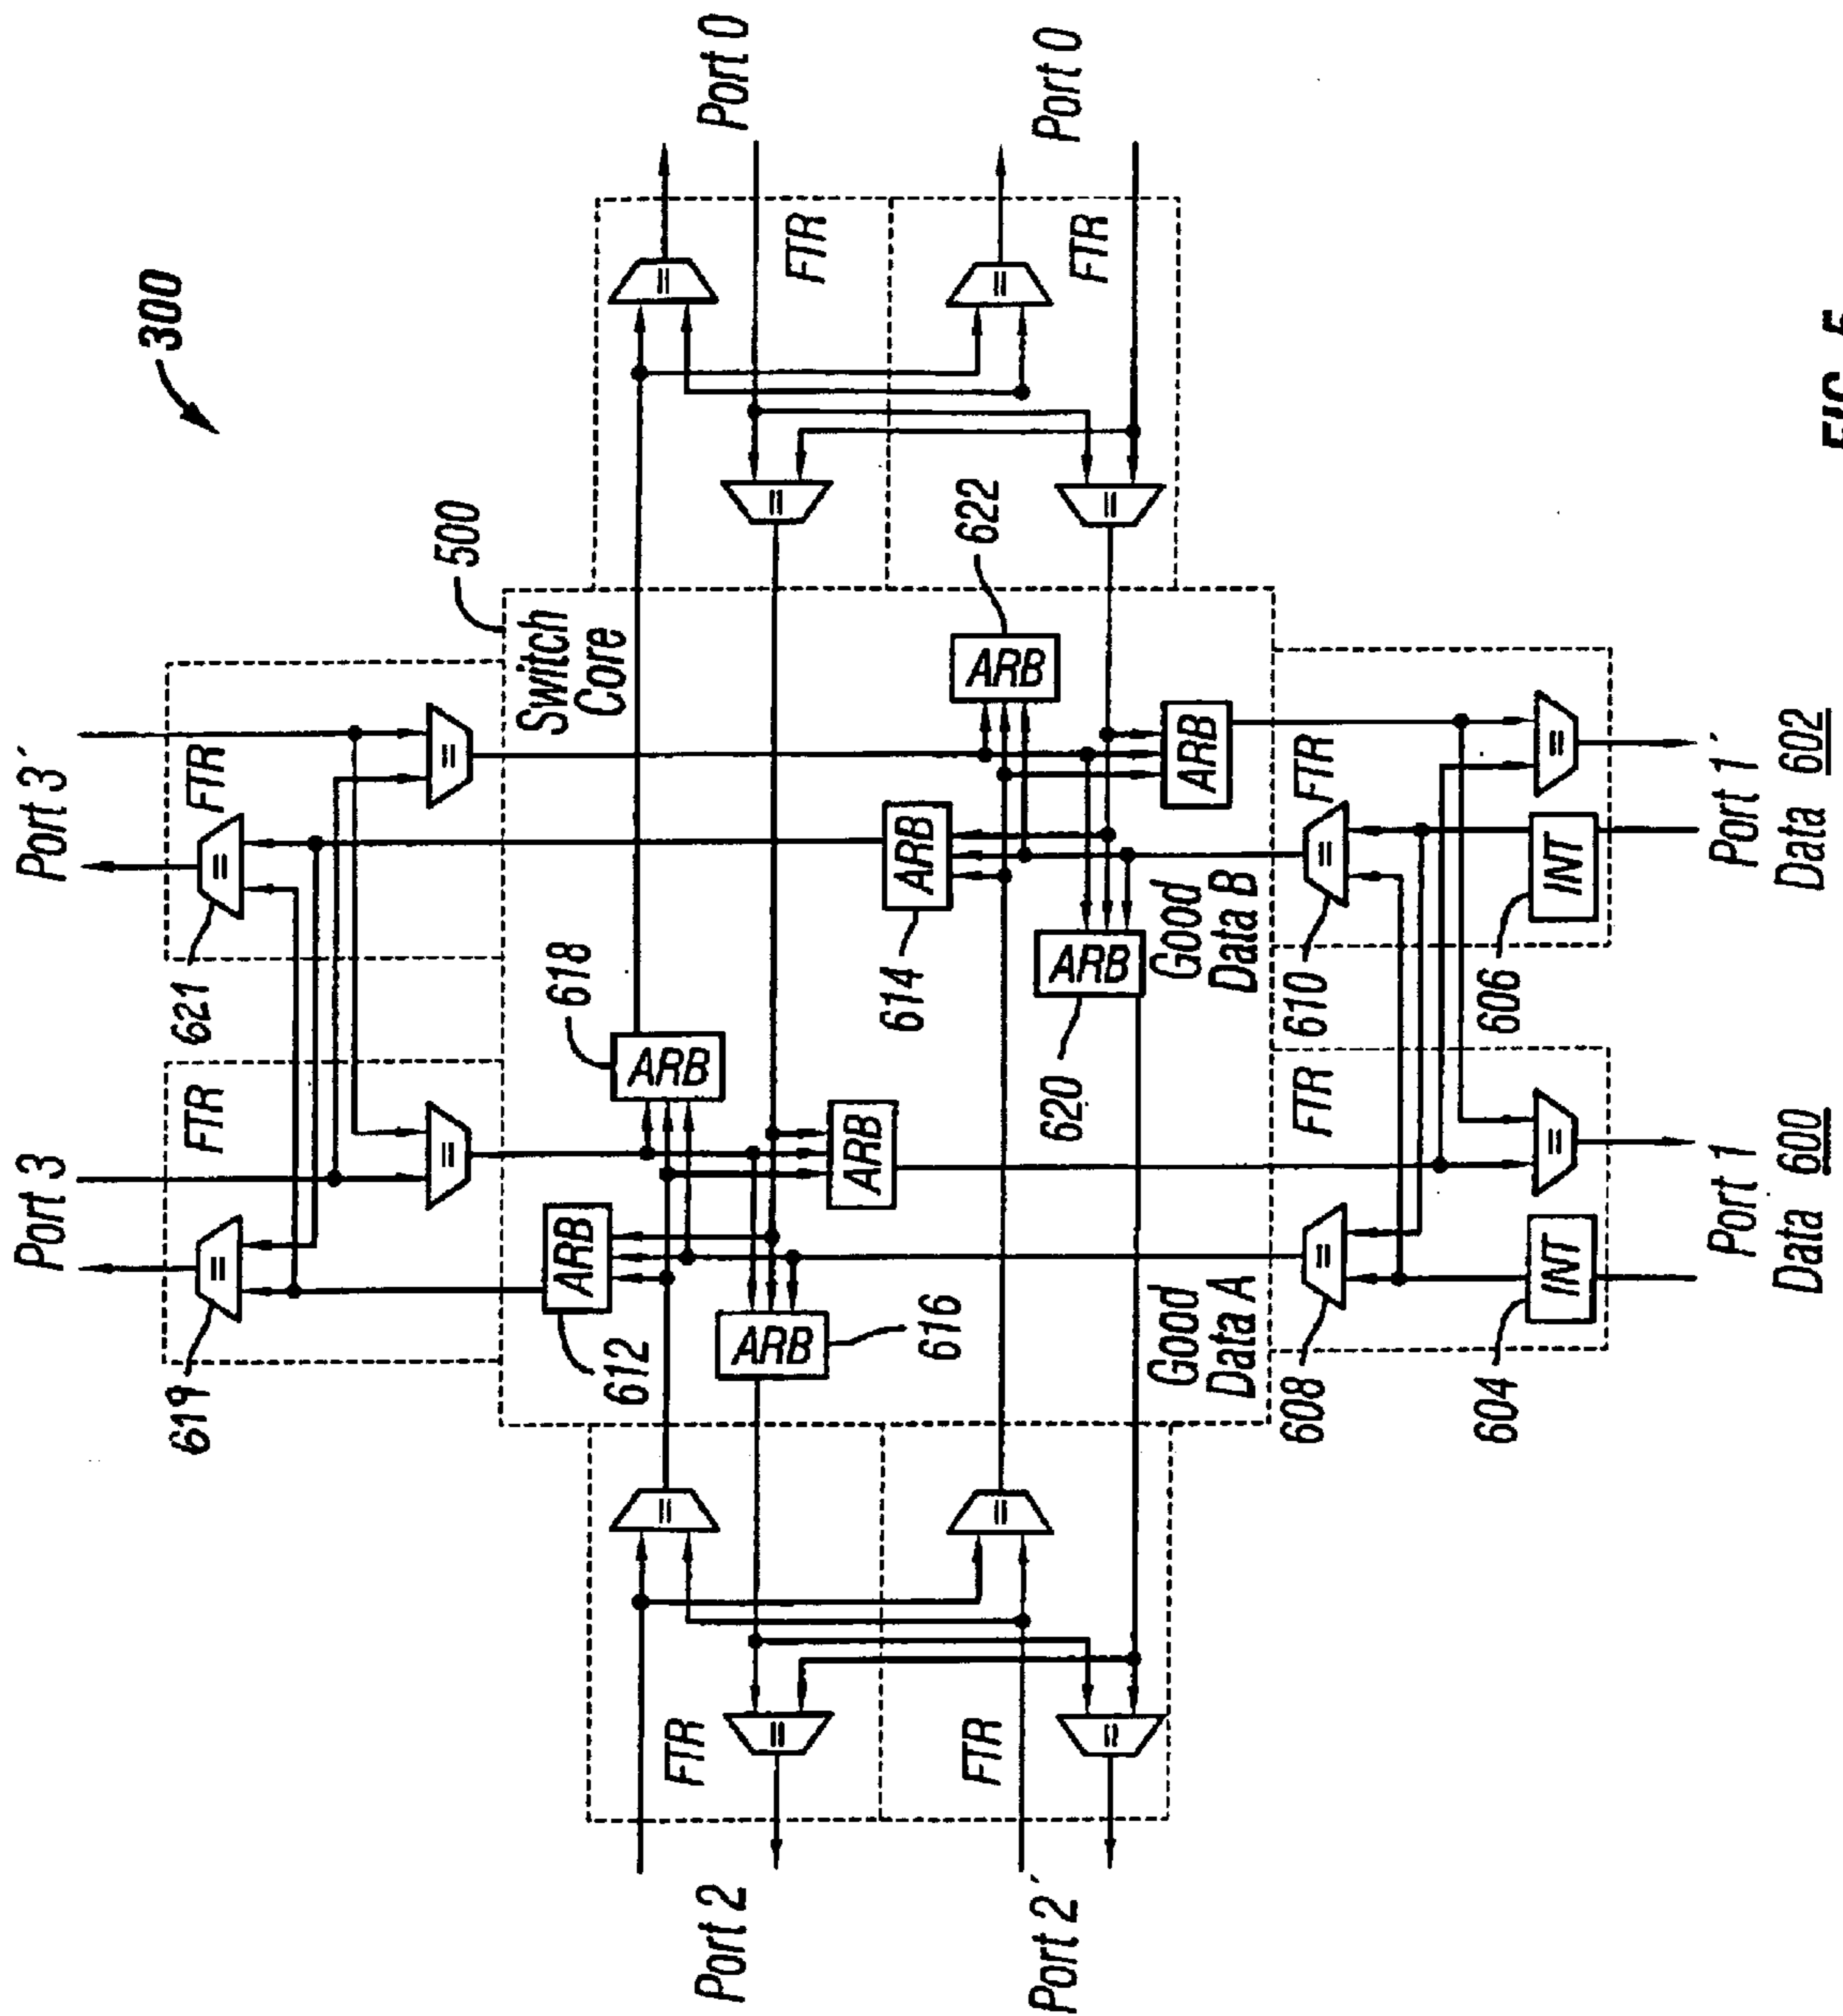 Port 3
Port 3´
300
619
FTR
621
FTR
500
Switch
Core
618
ARB
612
ARB
FTR
Port 2
Port 0
ARB
FTR
ARB
614
ARB
616
FTR
622
ARB
Port 2´
Port 0
620
ARB
FTR
Good
Data A
Good
Data B
ARB
608
FTR
610
FTR
604
INT
606
INT
Port 1
Data 600
Port 1´
Data 602
FIG.